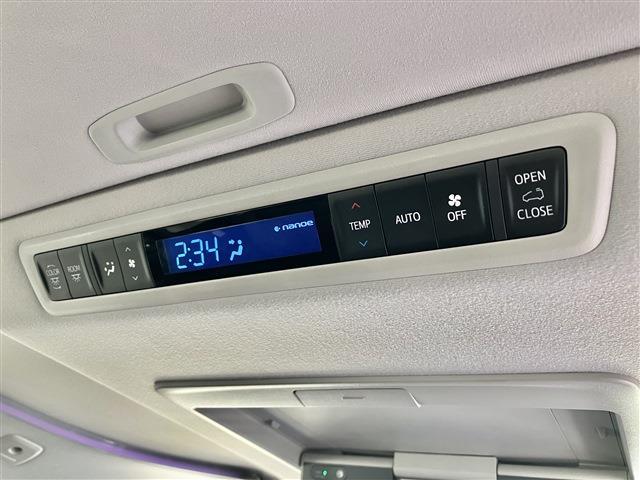 COLOR
ROOM
2:34
nanoe
TEMP
AUTO
OFF
OPEN
CLOSE